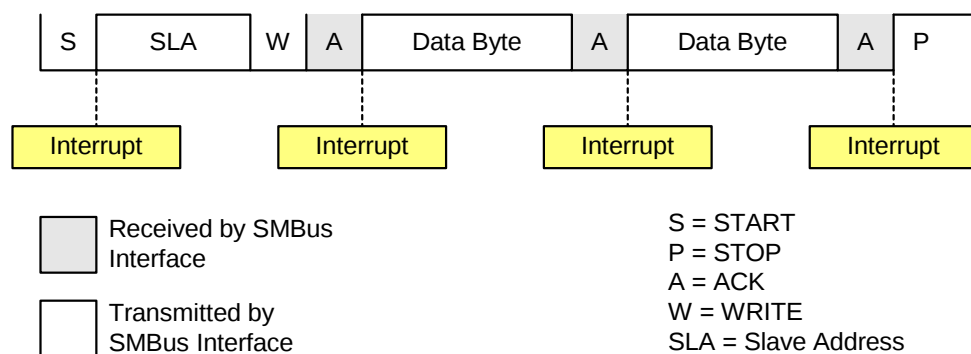 S SLA W A Data Byte A Data Byte A P
Interrupt Interrupt Interrupt Interrupt
Received by SMBus
Interface
Transmitted by
SMBus Interface
S = START
P = STOP
A = ACK
W = WRITE
SLA = Slave Address